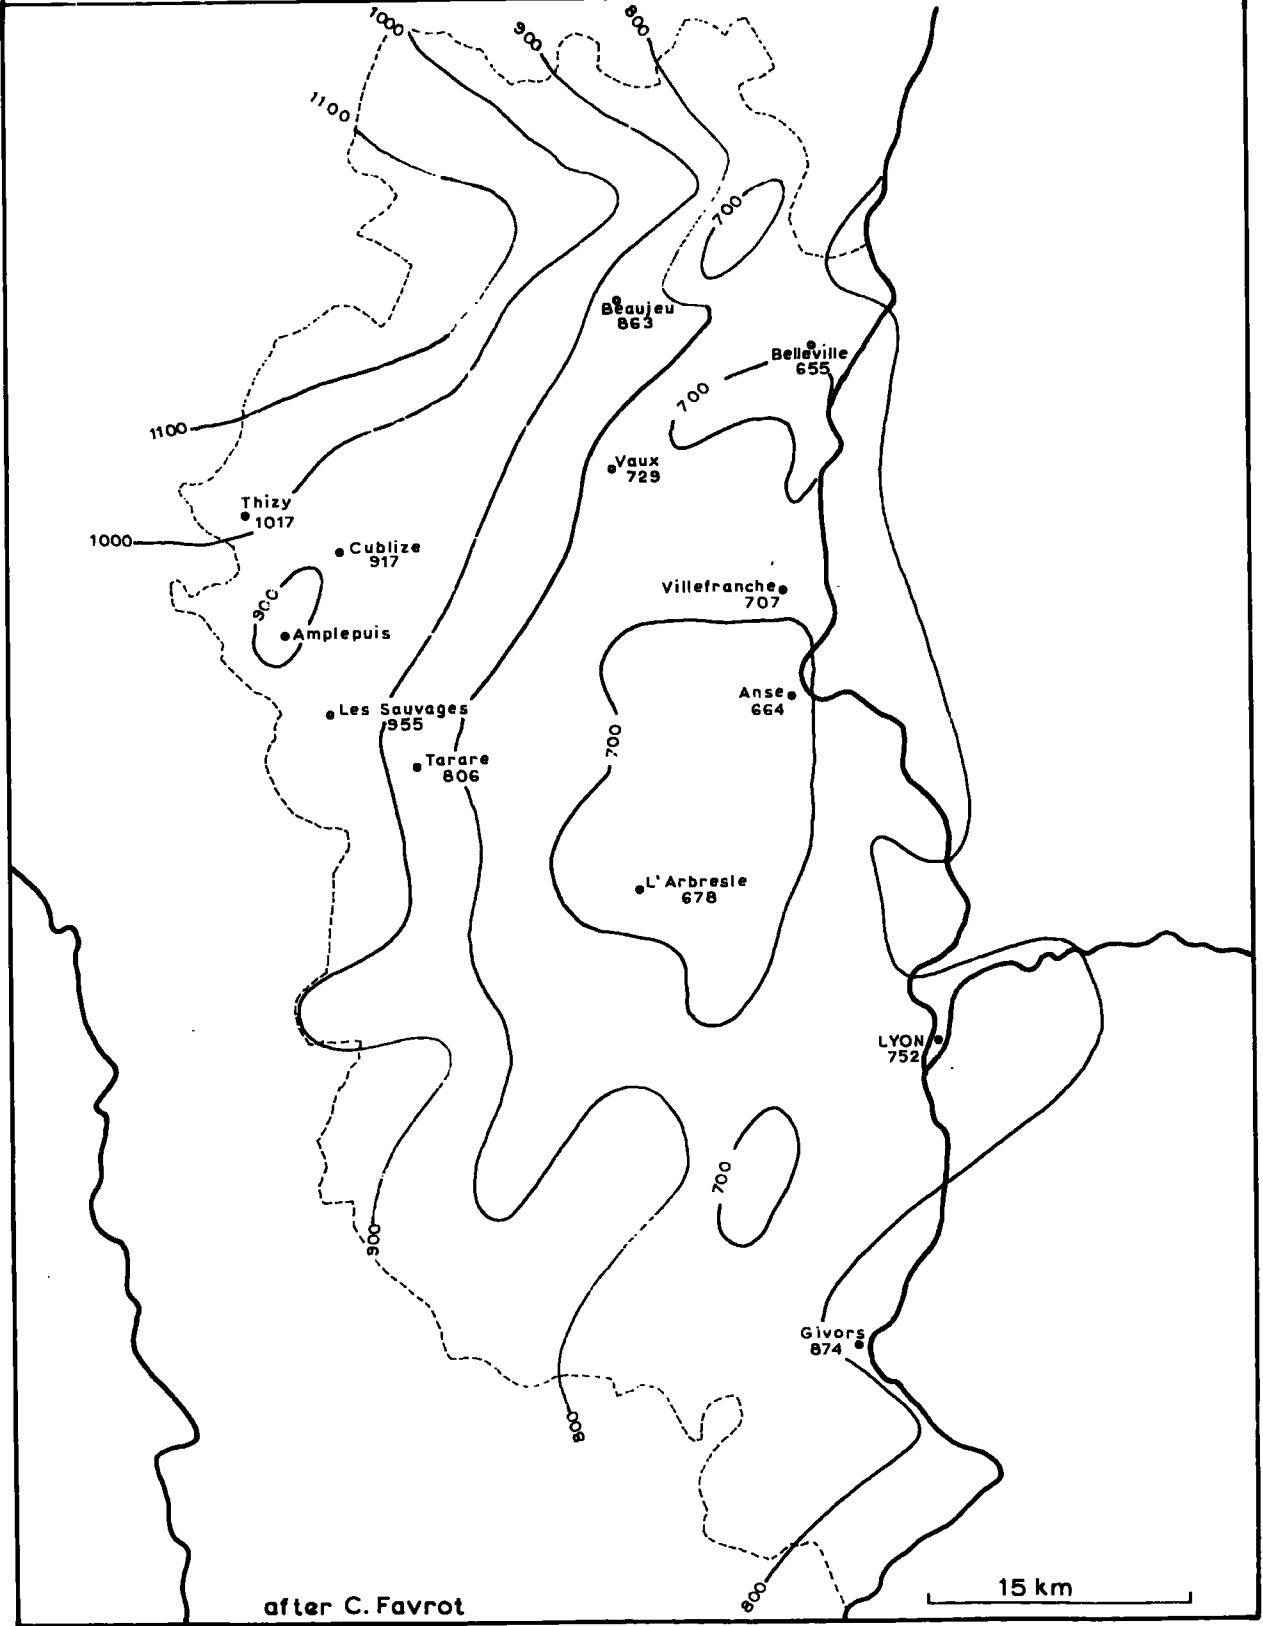 1000
900
800
1100
700
Beaujeu
863
Belleville
655
700
1100
Vaux
729
Thizy
1017
1000
Cublize
917
Villefranche
707
900
Amplepuis
Anse
664
Les Sauvages
955
700
Tarare
806
L'Arbresle
678
LYON
752
700
900
Givors
874
800
800
15 km
after C. Favrot